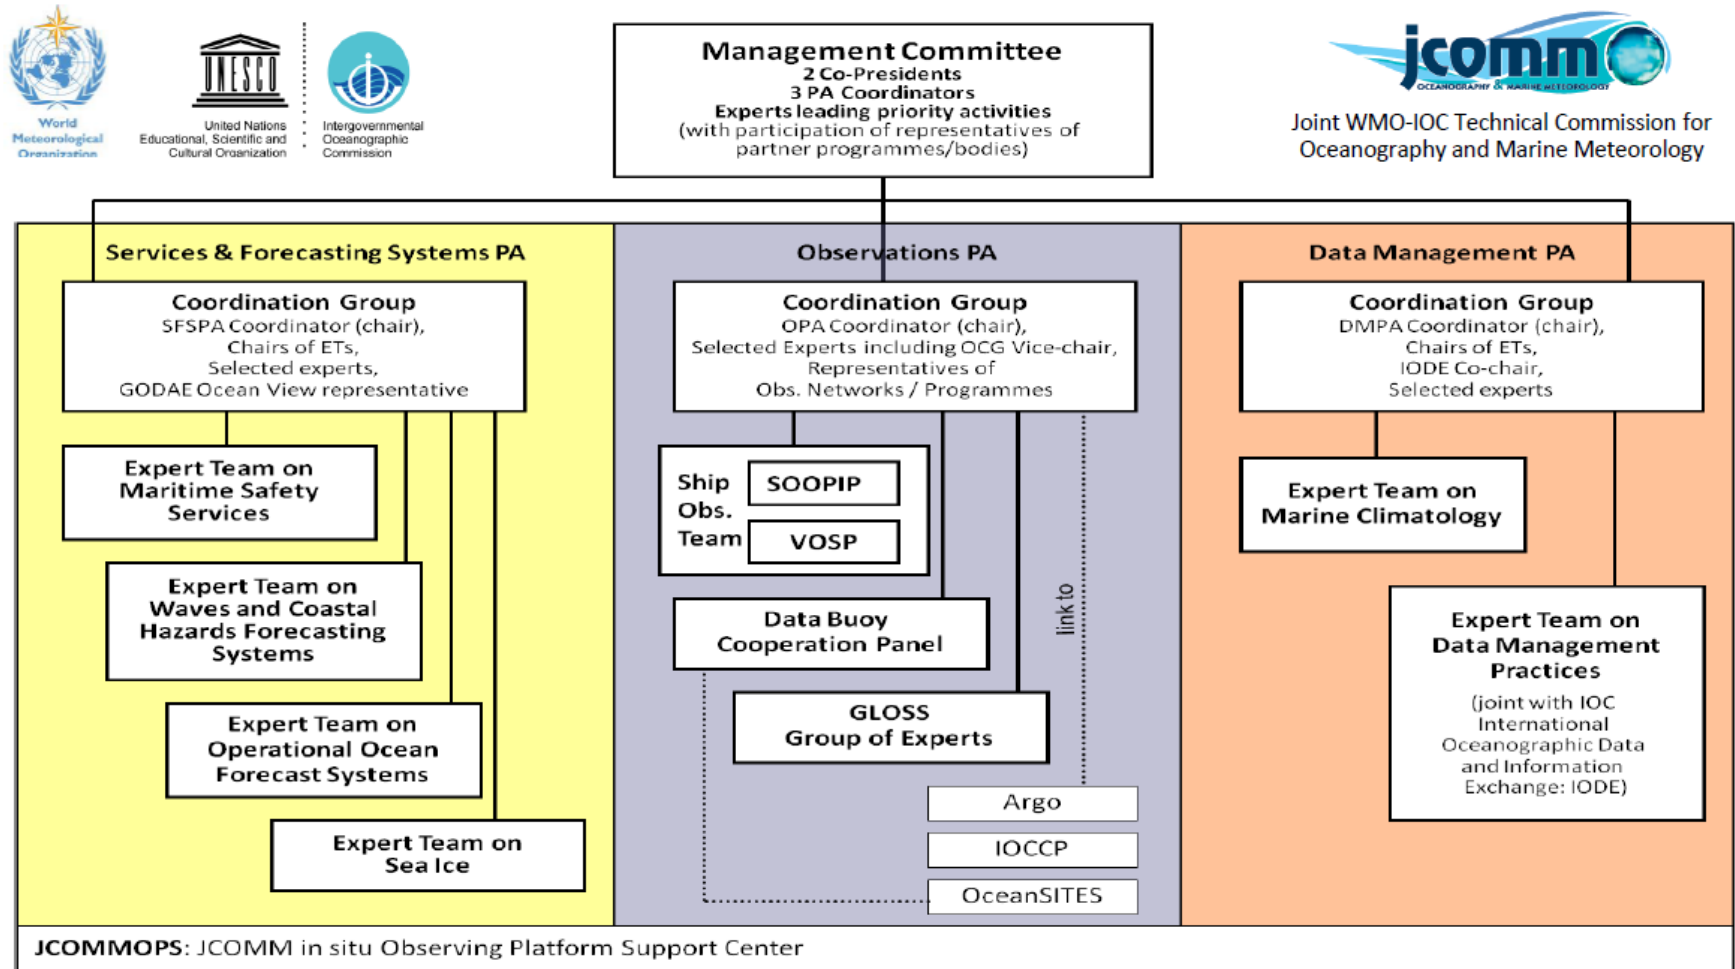 World
Meteorological
Organization
UNESCO
United Nations
Educational, Scientific and
Cultural Organization
Intergovernmental
Oceanographic
Commission
Management Committee
2 Co-Presidents
3 PA Coordinators
Experts leading priority activities
(with participation of representatives of
partner programmes/bodies)
jcomm
OCEANOGRAPHY & MARINE METEOROLOGY
Joint WMO-IOC Technical Commission for
Oceanography and Marine Meteorology
Services & Forecasting Systems PA
Coordination Group
SFSPA Coordinator (chair),
Chairs of ETs,
Selected experts,
GODAE Ocean View representative
Expert Team on
Maritime Safety
Services
Expert Team on
Waves and Coastal
Hazards Forecasting
Systems
Expert Team on
Operational Ocean
Forecast Systems
Expert Team on
Sea Ice
Observations PA
Coordination Group
OPA Coordinator (chair),
Selected Experts including OCG Vice-chair,
Representatives of
Obs. Networks / Programmes
Ship
Obs.
Team
SOOPIP
VOSP
Data Buoy
Cooperation Panel
GLOSS
Group of Experts
link to
Argo
IOCCP
OceanSITES
Data Management PA
Coordination Group
DMPA Coordinator (chair),
Chairs of ETs,
IODE Co-chair,
Selected experts
Expert Team on
Marine Climatology
Expert Team on
Data Management
Practices
(joint with IOC
International
Oceanographic Data
and Information
Exchange: IODE)
JCOMMOPS: JCOMM in situ Observing Platform Support Center